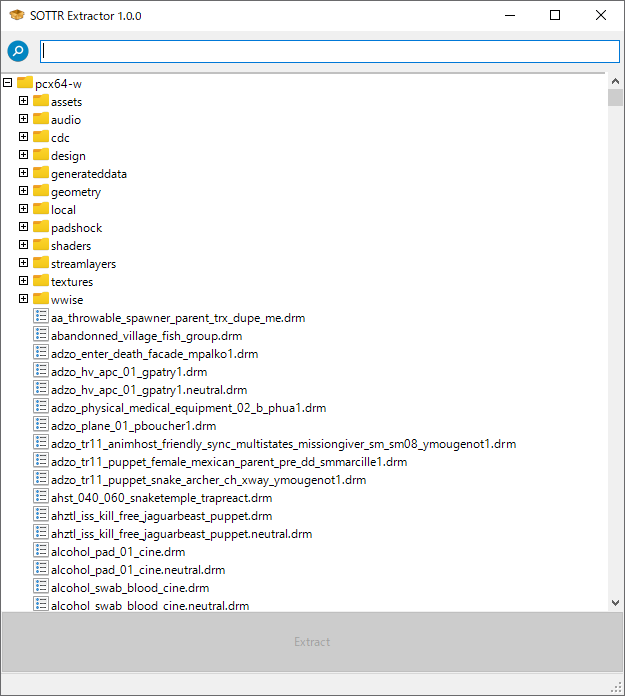 SOTTR Extractor 1.0.0
pcx64-w
assets
audio
cdc
design
generateddata
geometry
local
padshock
shaders
streamlayers
textures
wwise
aa_throwable_spawner_parent_trx_dupe_me.drm
abandonned_village_fish_group.drm
adzo_enter_death_facade_mpalko1.drm
adzo_hv_apc_01_gpatry1.drm
adzo_hv_apc_01_gpatry1.neutral.drm
adzo_physical_medical_equipment_02_b_phua1.drm
adzo_plane_01_pboucher1.drm
adzo_tr11_animhost_friendly_sync_multistates_missiongiver_sm_sm08_ymougenot1.drm
adzo_tr11_puppet_female_mexican_parent_pre_dd_smmarcille1.drm
adzo_tr11_puppet_snake_archer_ch_xway_ymougenot1.drm
ahst_040_060_snaketemple_trapreact.drm
ahztl_iss_kill_free_jaguarbeast_puppet.drm
ahztl_iss_kill_free_jaguarbeast_puppet.neutral.drm
alcohol_pad_01_cine.drm
alcohol_pad_01_cine.neutral.drm
alcohol_swab_blood_cine.drm
alcohol_swab_blood_cine.neutral.drm
Extract